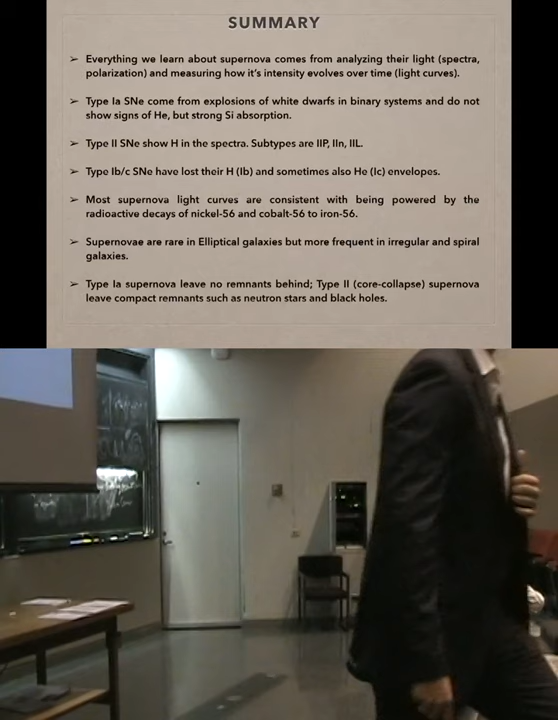 SUMMARY
➢ Everything we learn about supernova comes from analyzing their light (spectra,
polarization) and measuring how it's intensity evolves over time (light curves).
➢ Type Ia SNe come from explosions of white dwarfs in binary systems and do not
show signs of He, but strong Si absorption.
➢ Type II SNe show H in the spectra. Subtypes are IIP, IIn, IIL.
➢ Type Ib/c SNe have lost their H (Ib) and sometimes also He (Ic) envelopes.
➢ Most supernova light curves are consistent with being powered by the
radioactive decays of nickel-56 and cobalt-56 to iron-56.
➢ Supernovae are rare in Elliptical galaxies but more frequent in irregular and spiral
galaxies.
➢ Type Ia supernova leave no remnants behind; Type II (core-collapse) supernova
leave compact remnants such as neutron stars and black holes.